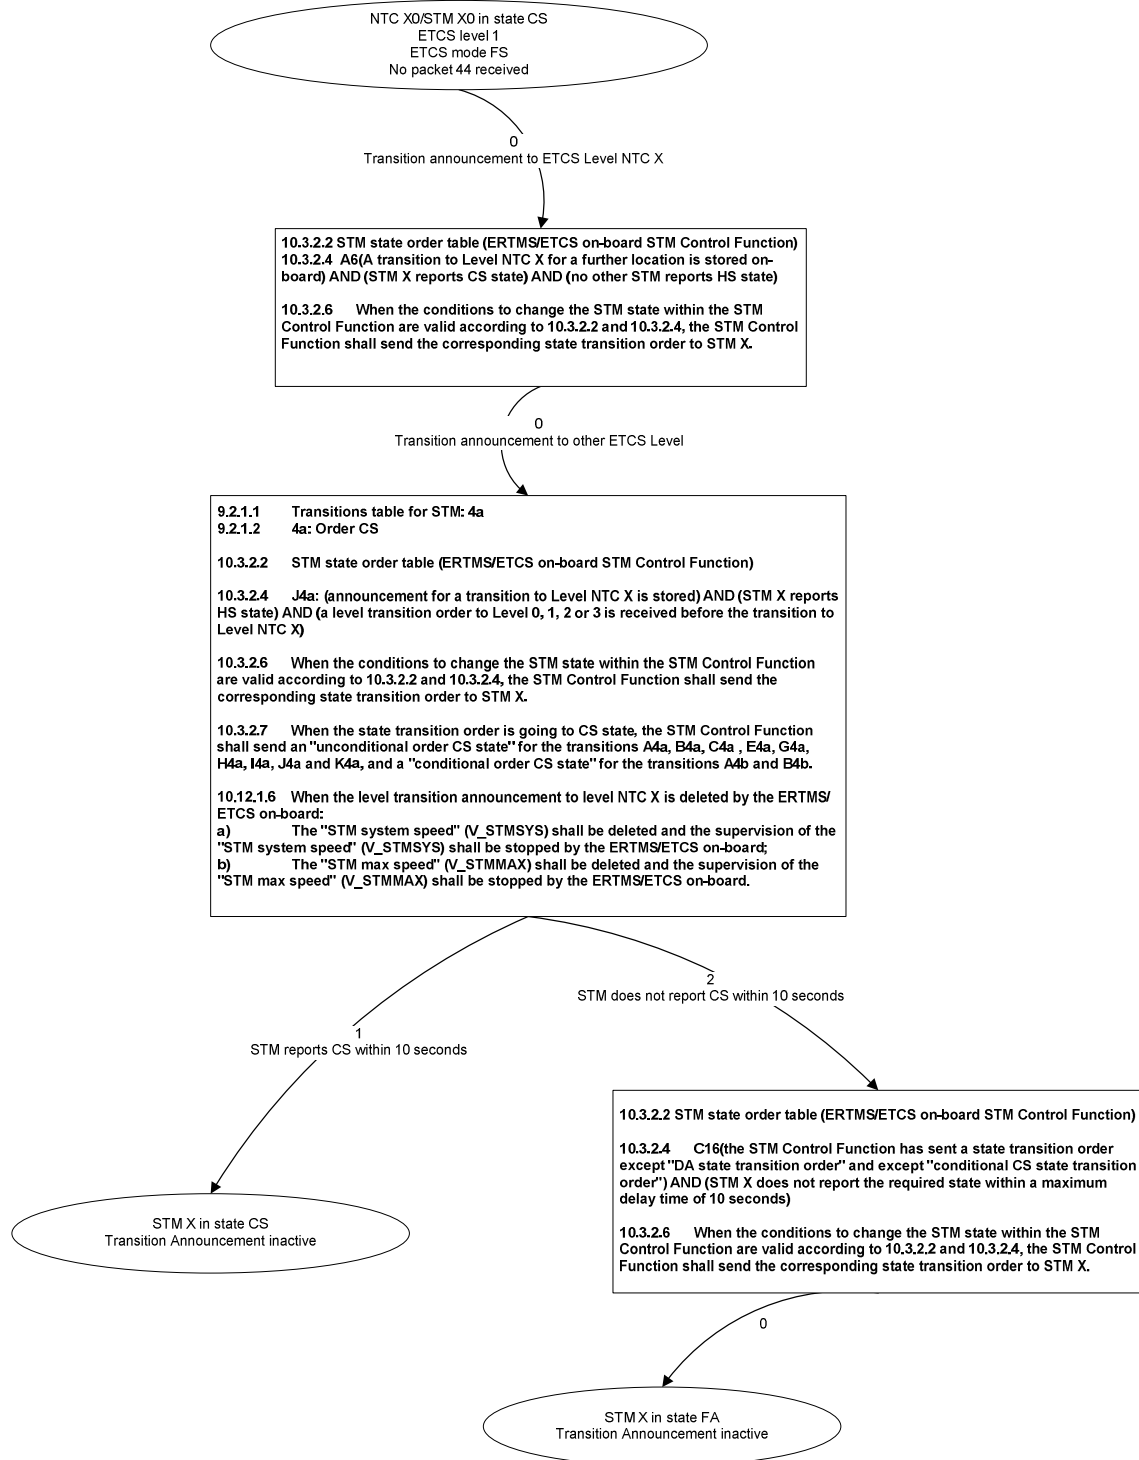 NTC X0/STM X0 in state CS
ETCS level 1
ETCS mode FS
No packet 44 received
0
Transition announcement to ETCS Level NTC X
10.3.2.2 STM state order table (ERTMS/ETCS on-board STM Control Function)
10.3.2.4 A6(A transition to Level NTC X for a further location is stored on-
board) AND (STM X reports CS state) AND (no other STM reports HS state)
10.3.2.6 When the conditions to change the STM state within the STM
Control Function are valid according to 10.3.2.2 and 10.3.2.4, the STM Control
Function shall send the corresponding state transition order to STM X.
0
Transition announcement to other ETCS Level
9.2.1.1 Transitions table for STM: 4a
9.2.1.2 4a: Order CS
10.3.2.2 STM state order table (ERTMS/ETCS on-board STM Control Function)
10.3.2.4 J4a: (announcement for a transition to Level NTC X is stored) AND (STM X reports
HS state) AND (a level transition order to Level 0, 1, 2 or 3 is received before the transition to
Level NTC X)
10.3.2.6 When the conditions to change the STM state within the STM Control Function
are valid according to 10.3.2.2 and 10.3.2.4, the STM Control Function shall send the
corresponding state transition order to STM X.
10.3.2.7 When the state transition order is going to CS state, the STM Control Function
shall send an "unconditional order CS state" for the transitions A4a, B4a, C4a , E4a, G4a,
H4a, I4a, J4a and K4a, and a "conditional order CS state" for the transitions A4b and B4b.
10.12.1.6 When the level transition announcement to level NTC X is deleted by the ERTMS/
ETCS on-board:
a) The "STM system speed" (V_STMSYS) shall be deleted and the supervision of the
"STM system speed" (V_STMSYS) shall be stopped by the ERTMS/ETCS on-board;
b) The "STM max speed" (V_STMMAX) shall be deleted and the supervision of the
"STM max speed" (V_STMMAX) shall be stopped by the ERTMS/ETCS on-board.
2
STM does not report CS within 10 seconds
1
STM reports CS within 10 seconds
10.3.2.2 STM state order table (ERTMS/ETCS on-board STM Control Function)
10.3.2.4 C16(the STM Control Function has sent a state transition order
except "DA state transition order" and except "conditional CS state transition
order") AND (STM X does not report the required state within a maximum
delay time of 10 seconds)
10.3.2.6 When the conditions to change the STM state within the STM
Control Function are valid according to 10.3.2.2 and 10.3.2.4, the STM Control
Function shall send the corresponding state transition order to STM X.
STM X in state CS
Transition Announcement inactive
0
STM X in state FA
Transition Announcement inactive